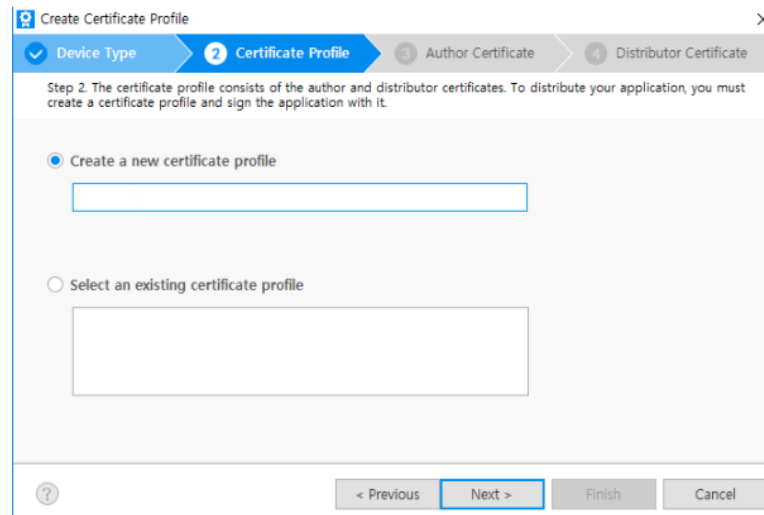 Create Certificate Profile
Device Type 2 Certificate Profile 3 Author Certificate 4 Distributor Certificate
Step 2. The certificate profile consists of the author and distributor certificates. To distribute your application, you must
create a certificate profile and sign the application with it.
Create a new certificate profile
Select an existing certificate profile
? < Previous Next > Finish Cancel